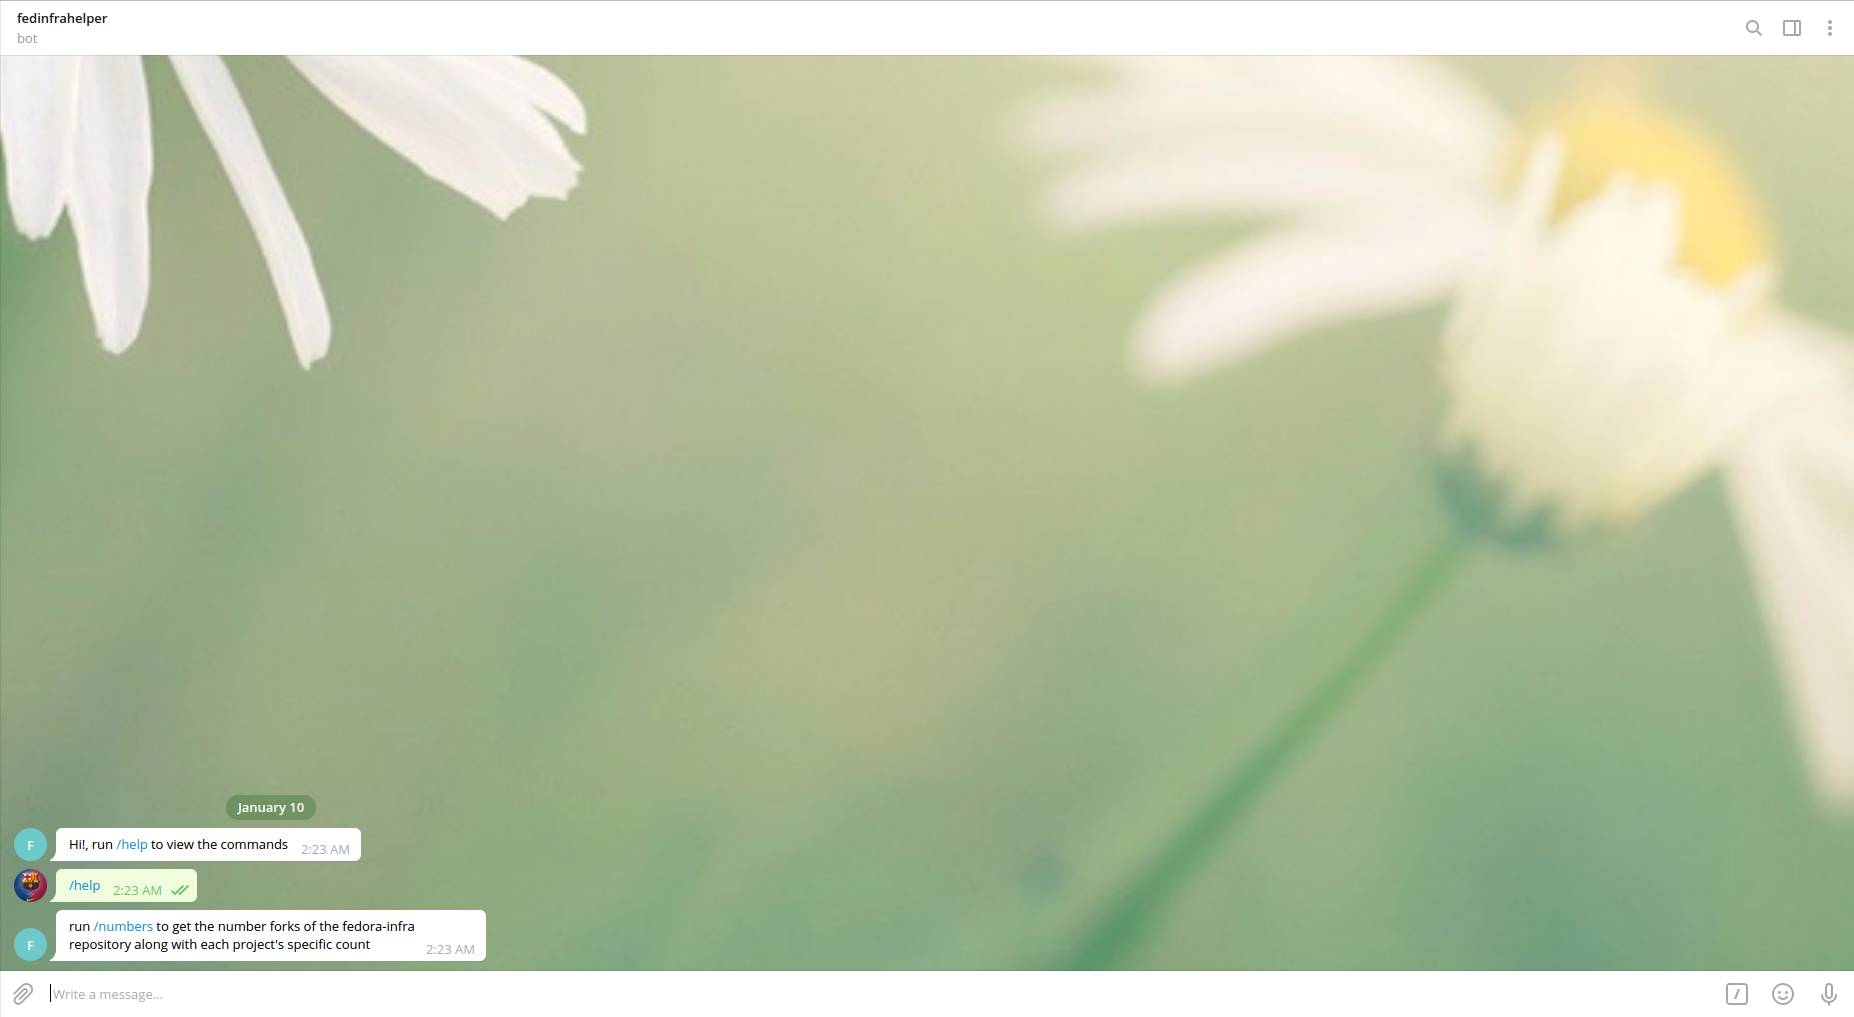 fedinfrahelper
bot
January 10
Hi!, run /help to view the commands 2:23 AM
/help 2:23 AM
run /numbers to get the number forks of the fedora-infra
repository along with each project's specific count 2:23 AM
F
F
Write a message...